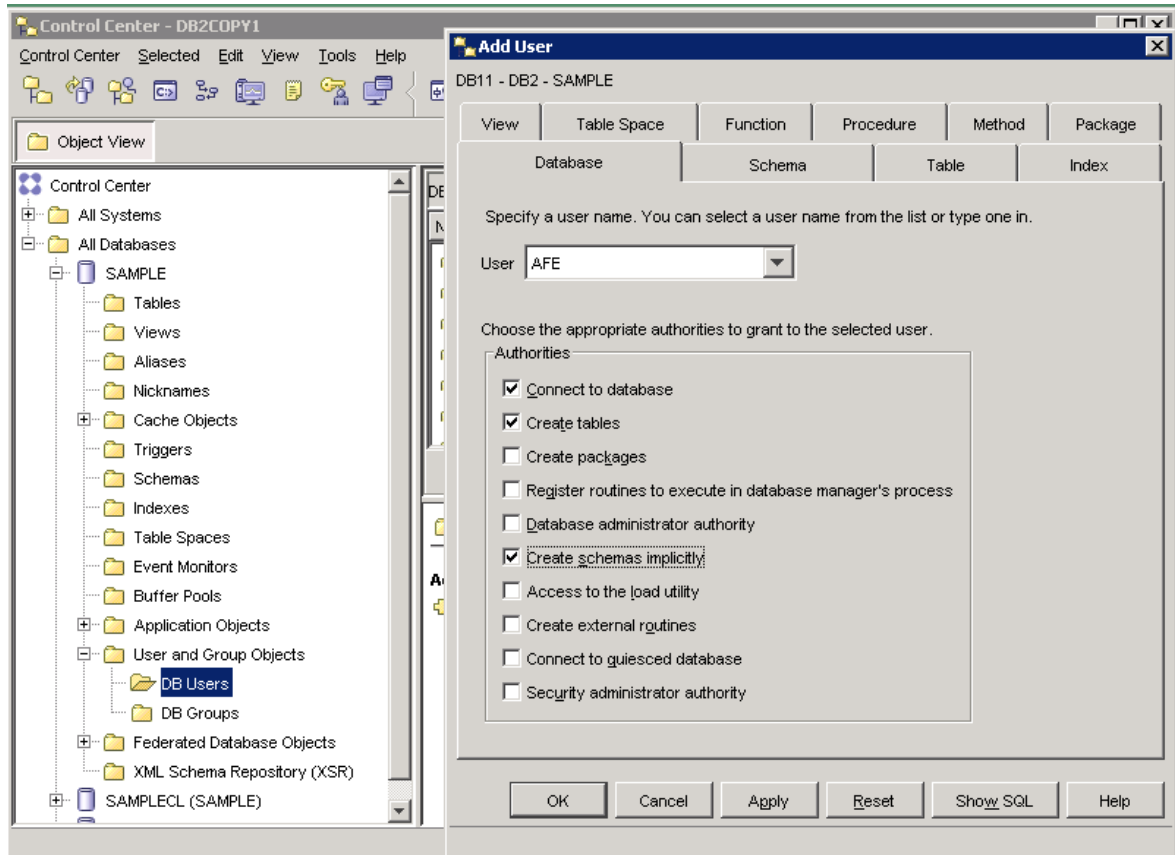 Control Center - DB2COPY1
Control Center Selected Edit View Tools Help
Object View
Control Center
All Systems
All Databases
SAMPLE
Tables
Views
Aliases
Nicknames
Cache Objects
Triggers
Schemas
Indexes
Table Spaces
Event Monitors
Buffer Pools
Application Objects
User and Group Objects
DB Users
DB Groups
Federated Database Objects
XML Schema Repository (XSR)
SAMPLECL (SAMPLE)
Add User
DB11 - DB2 - SAMPLE
View Table Space Function Procedure Method Package
Database Schema Table Index
Specify a user name. You can select a user name from the list or type one in.
User AFE
Choose the appropriate authorities to grant to the selected user.
Authorities
Connect to database
Create tables
Create packages
Register routines to execute in database manager's process
Database administrator authority
Create schemas implicitly
Access to the load utility
Create external routines
Connect to quiesced database
Security administrator authority
OK Cancel Apply Reset Show SQL Help